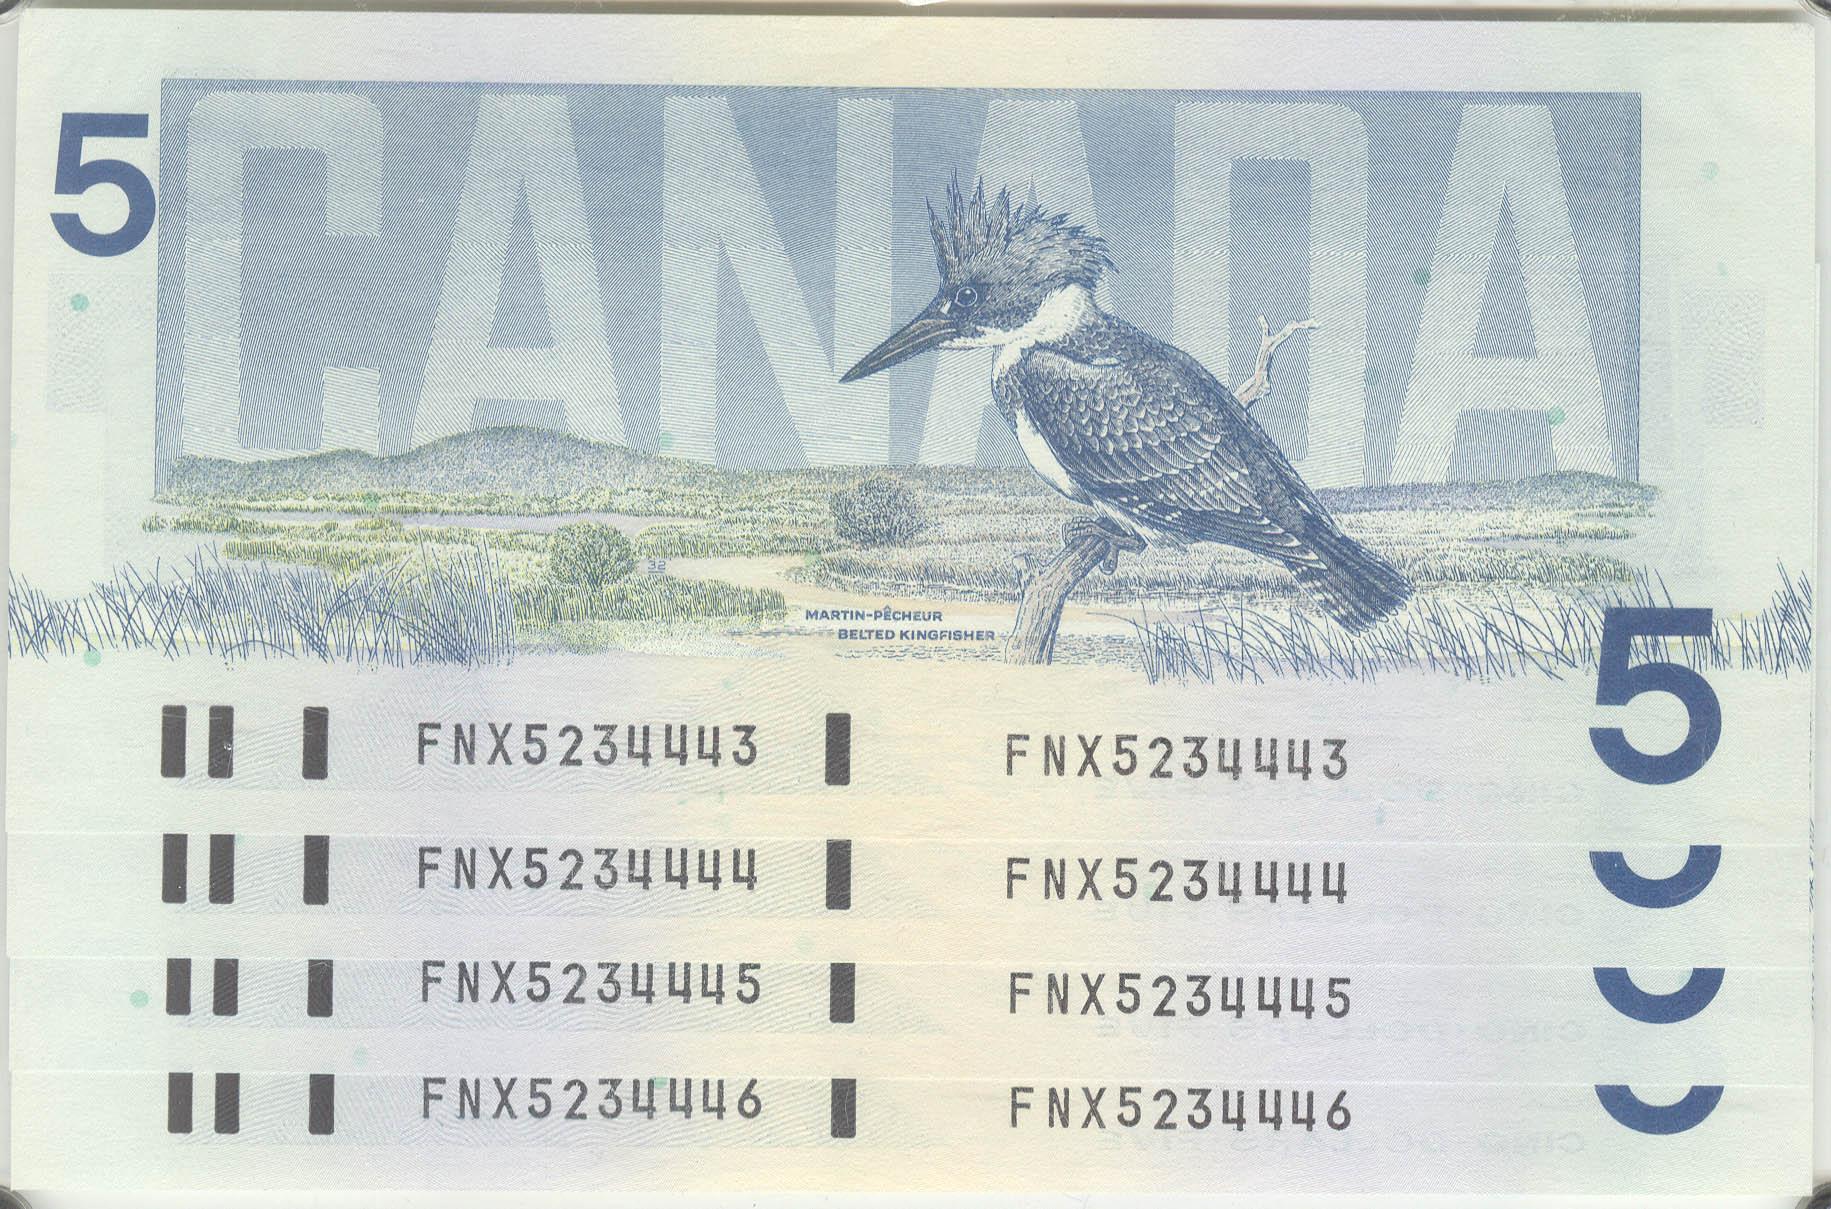 CANADA
5
32
MARTIN-PÊCHEUR
BELTED KINGFISHER
5
FNX5234443 FNX5234443
FNX5234444 FNX5234444
FNX5234445 FNX5234445
FNX5234446 FNX5234446